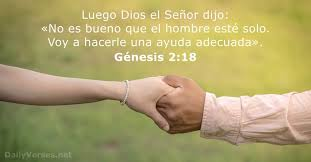 Luego Dios el Señor dijo:
«No es bueno que el hombre esté solo.
Voy a hacerle una ayuda adecuada».
Génesis 2:18
DailyVerses.net